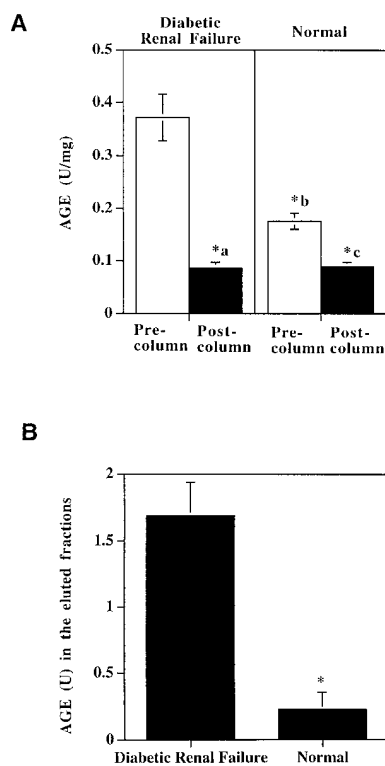 A
Diabetic
Renal Failure
Normal
AGE (U/mg)
0.5
0.4
0.3
0.2
0.1
0
*a
*b
*c
Pre-
column
Post-
column
Pre-
column
Post-
column
B
AGE (U) in the eluted fractions
2
1.5
1
0.5
0
*
Diabetic Renal Failure
Normal